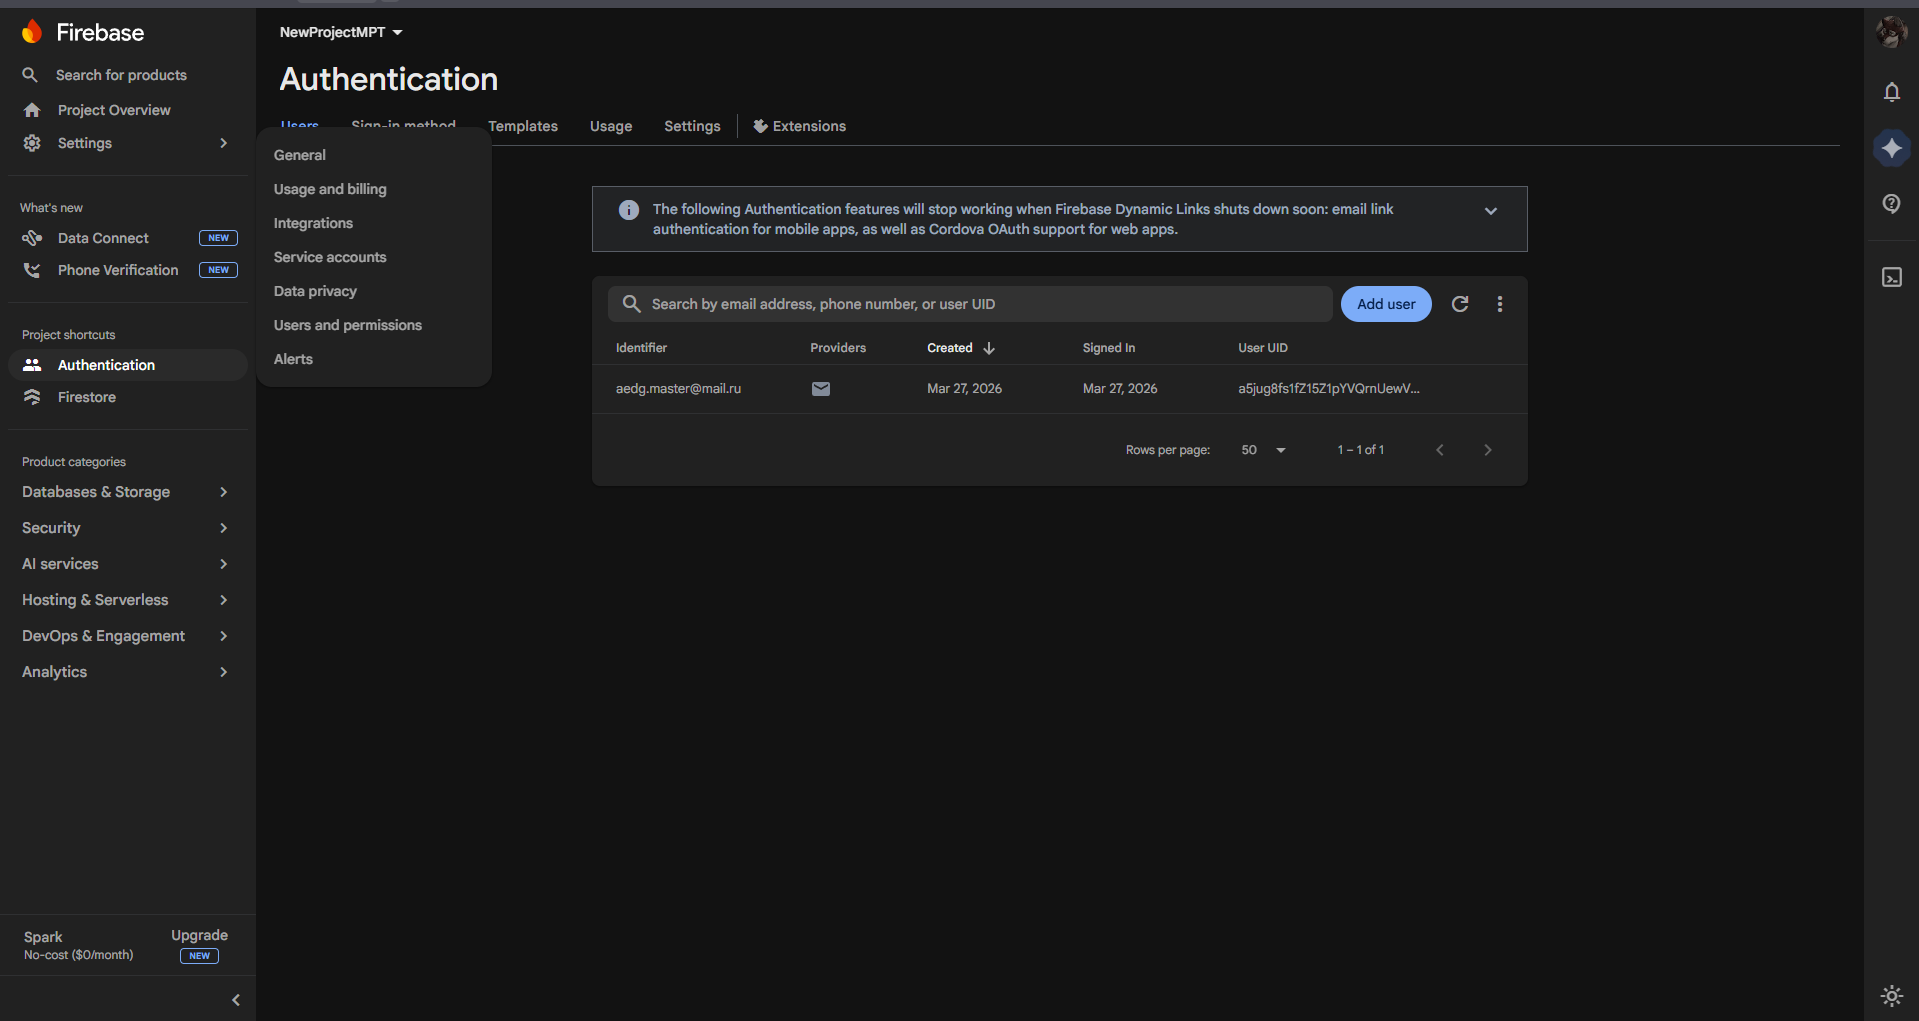 Firebase
Search for products
Project Overview
Settings
What's new
Data Connect NEW
Phone Verification NEW
Project shortcuts
Authentication
Firestore
Product categories
Databases & Storage
Security
AI services
Hosting & Serverless
DevOps & Engagement
Analytics
Spark
No-cost ($0/month)
Upgrade
NEW
NewProjectMPT
Authentication
Users Sign-in method Templates Usage Settings Extensions
General
Usage and billing
Integrations
Service accounts
Data privacy
Users and permissions
Alerts
The following Authentication features will stop working when Firebase Dynamic Links shuts down soon: email link
authentication for mobile apps, as well as Cordova OAuth support for web apps.
Search by email address, phone number, or user UID
Add user
Identifier Providers Created Signed In User UID
aedg.master@mail.ru Mar 27, 2026 Mar 27, 2026 a5jug8fs1fZ15Z1pYVQrnUewV...
Rows per page: 50 1 – 1 of 1